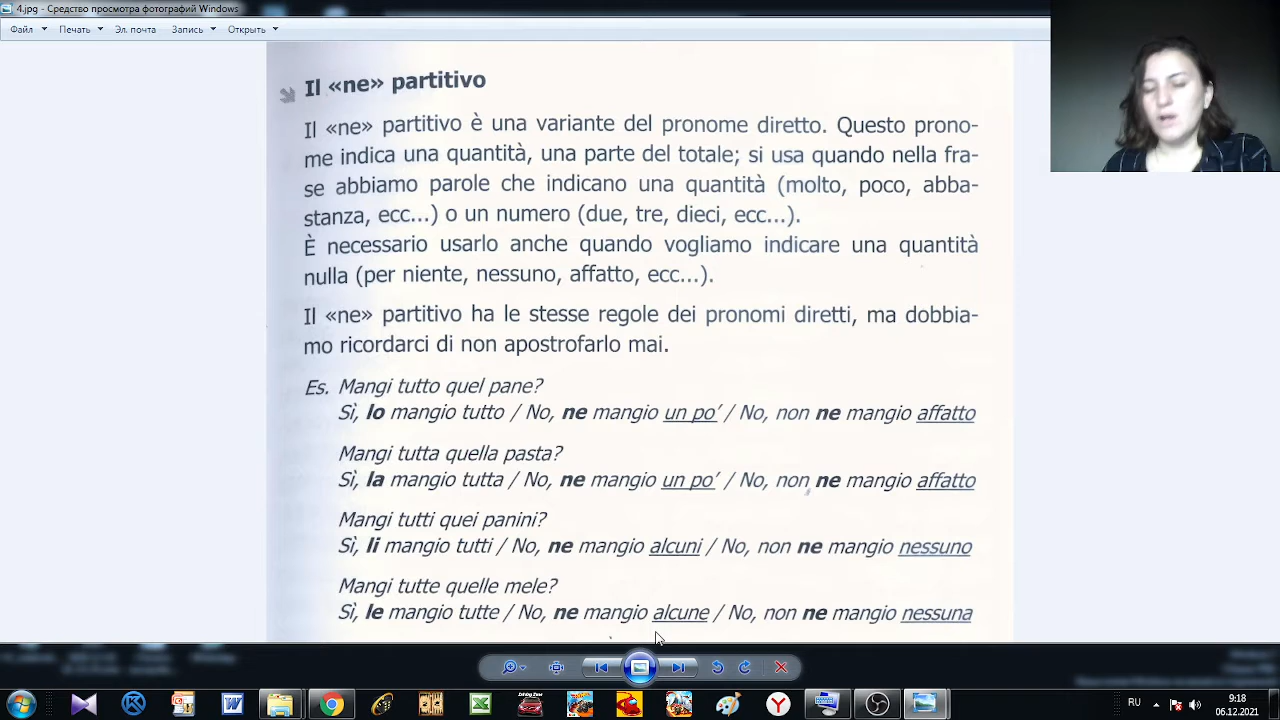 4.jpg - Средство просмотра фотографий Windows
Файл Печать Эл. почта Запись Открыть
Il «ne» partitivo
Il «ne» partitivo è una variante del pronome diretto. Questo prono-
me indica una quantità, una parte del totale; si usa quando nella fra-
se abbiamo parole che indicano una quantità (molto, poco, abba-
stanza, ecc...) o un numero (due, tre, dieci, ecc...).
È necessario usarlo anche quando vogliamo indicare una quantità
nulla (per niente, nessuno, affatto, ecc...).
Il «ne» partitivo ha le stesse regole dei pronomi diretti, ma dobbia-
mo ricordarci di non apostrofarlo mai.
Es. Mangi tutto quel pane?
Sì, lo mangio tutto / No, ne mangio un po’ / No, non ne mangio affatto
Mangi tutta quella pasta?
Sì, la mangio tutta / No, ne mangio un po’ / No, non ne mangio affatto
Mangi tutti quei panini?
Sì, li mangio tutti / No, ne mangio alcuni / No, non ne mangio nessuno
Mangi tutte quelle mele?
Sì, le mangio tutte / No, ne mangio alcune / No, non ne mangio nessuna
RU
9:18
06.12.2021